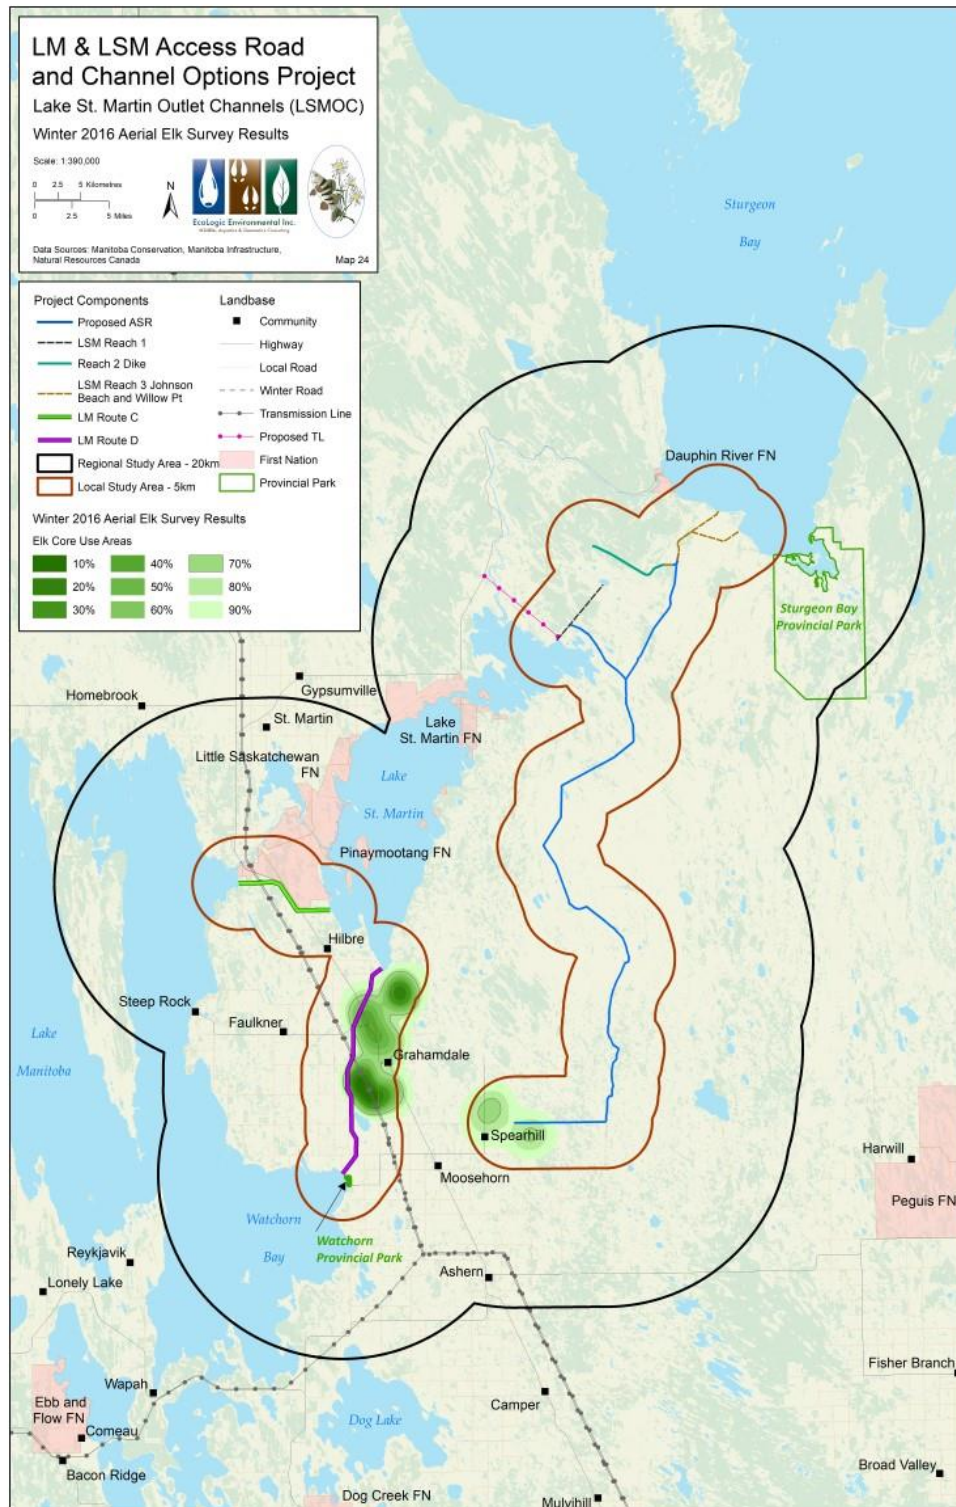 LM & LSM Access Road
and Channel Options Project
Lake St. Martin Outlet Channels (LSMOC)
Winter 2016 Aerial Elk Survey Results
Scale: 1:390,000
0 2.5 5 Kilometres
0 2.5 5 Miles
N
EcoLogic Environmental Inc.
Data Sources: Manitoba Conservation, Manitoba Infrastructure,
Natural Resources Canada
Map 24
Project Components
Proposed ASR
LSM Reach 1
Reach 2 Dike
LSM Reach 3 Johnson
Beach and Willow Pt
LM Route C
LM Route D
Regional Study Area - 20km
Local Study Area - 5km
Landbase
Community
Highway
Local Road
Winter Road
Transmission Line
Proposed TL
First Nation
Provincial Park
Winter 2016 Aerial Elk Survey Results
Elk Core Use Areas
10%
40%
70%
20%
50%
80%
30%
60%
90%
Sturgeon
Bay
Dauphin River FN
Sturgeon Bay
Provincial Park
Gypsumville
Homebrook
St. Martin
Lake
St. Martin FN
Little Saskatchewan
FN
Lake
St. Martin
Pinaymootang FN
Hilbre
Steep Rock
Faulkner
Lake
Manitoba
Grahamdale
Spearhill
Moosehorn
Harwill
Peguis FN
Watchorn
Bay
Watchorn
Provincial Park
Reykjavik
Lonely Lake
Ashern
Fisher Branch
Wapah
Ebb and
Flow FN
Comeau
Bacon Ridge
Camper
Dog Lake
Broad Valley
Dog Creek FN
Mulvihill